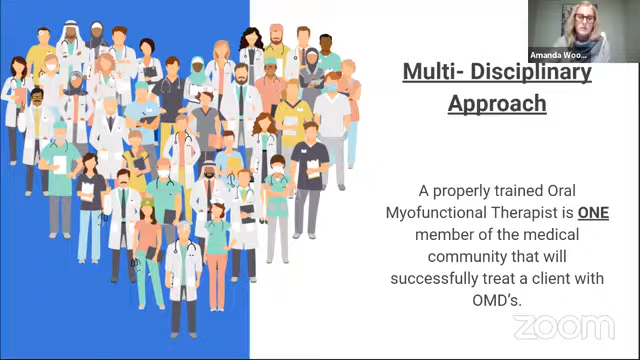 Amanda Woo...
Multi- Disciplinary
Approach
A properly trained Oral
Myofunctional Therapist is ONE
member of the medical
community that will
successfully treat a client with
OMD’s.
zoom